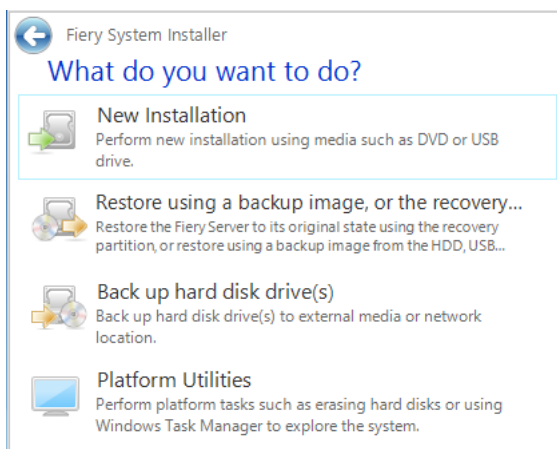 Fiery System Installer
What do you want to do?
New Installation
Perform new installation using media such as DVD or USB
drive.
Restore using a backup image, or the recovery...
Restore the Fiery Server to its original state using the recovery
partition, or restore using a backup image from the HDD, USB...
Back up hard disk drive(s)
Back up hard disk drive(s) to external media or network
location.
Platform Utilities
Perform platform tasks such as erasing hard disks or using
Windows Task Manager to explore the system.